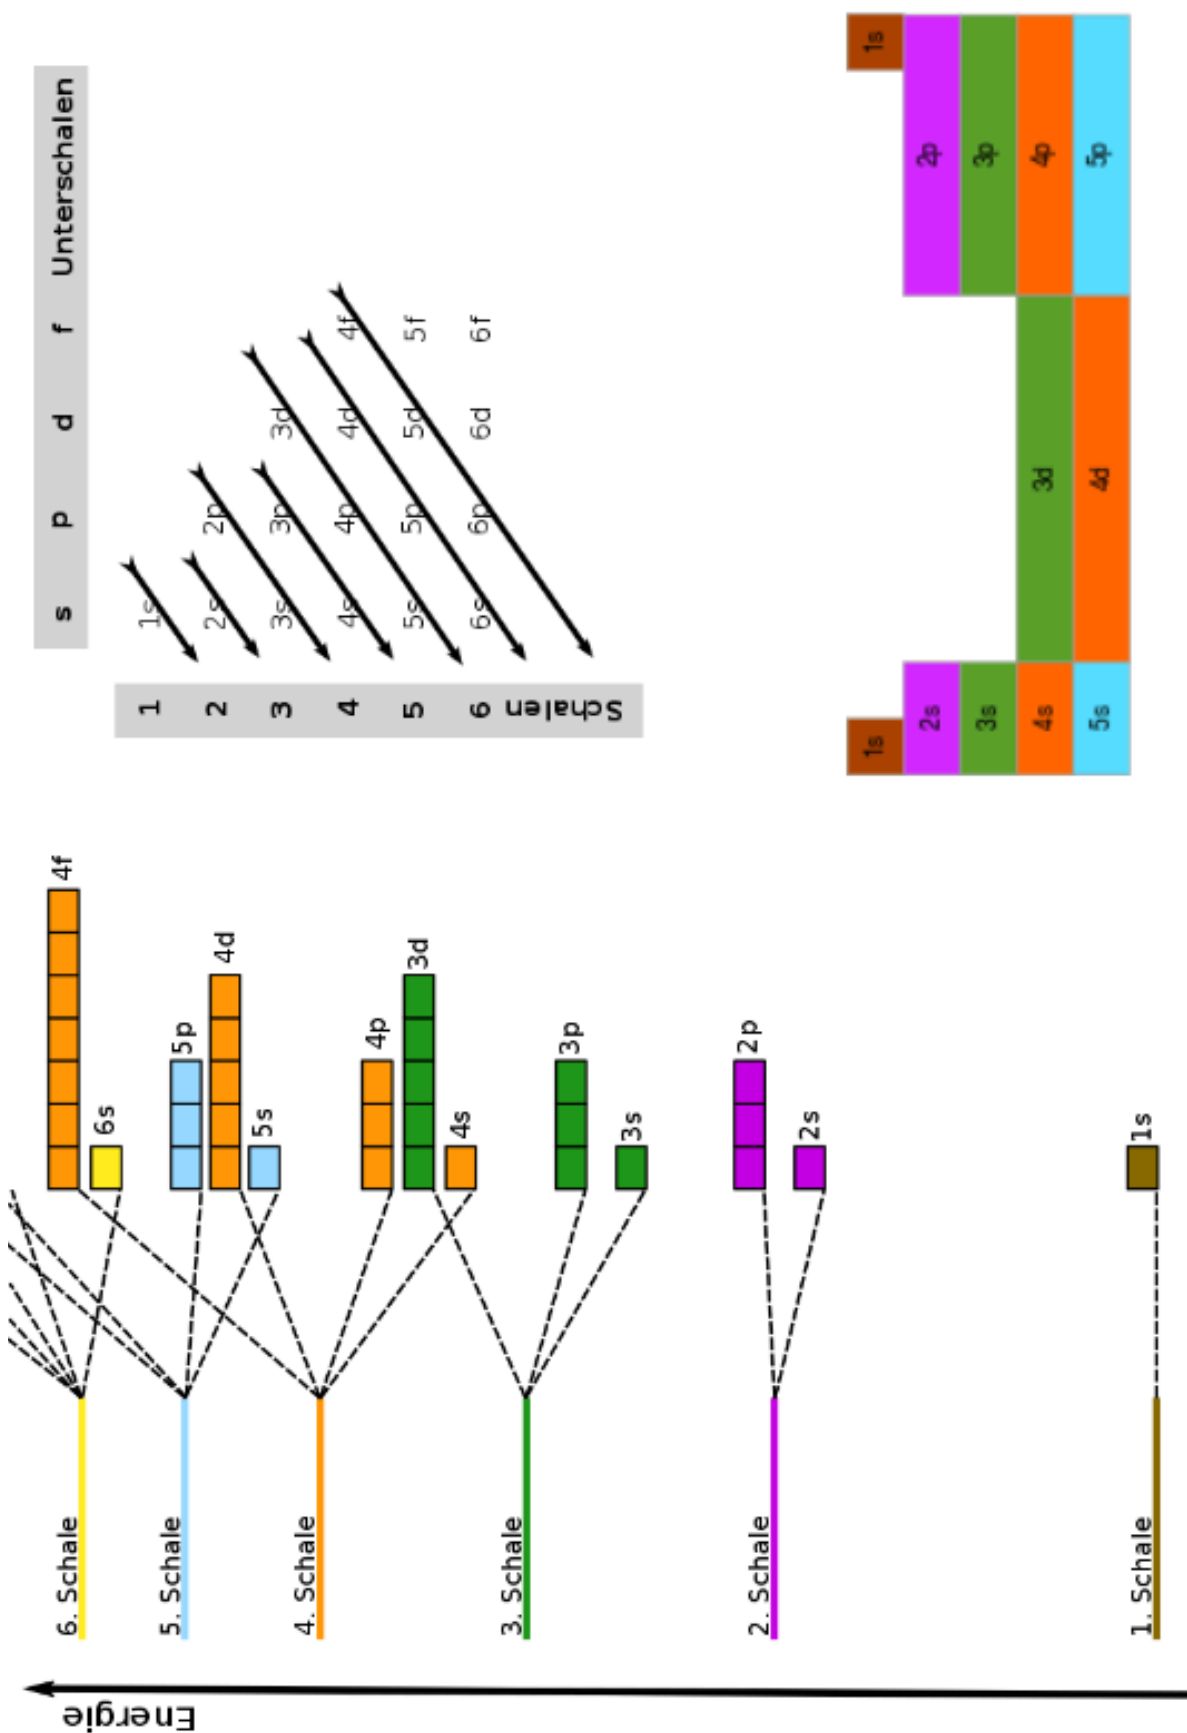 Energie
6. Schale
4f
6s
5. Schale
5p
4d
5s
4. Schale
4p
3d
4s
3. Schale
3p
3s
2. Schale
2p
2s
1. Schale
1s
s p d f Unterschalen
1 1s
2 2s 2p
3 3s 3p 3d
4 4s 4p 4d 4f
5 5s 5p 5d 5f
6 6s 6p 6d 6f
Schalen
1s 1s
2s 2p
3s 3p
4s 3d 4p
5s 4d 5p